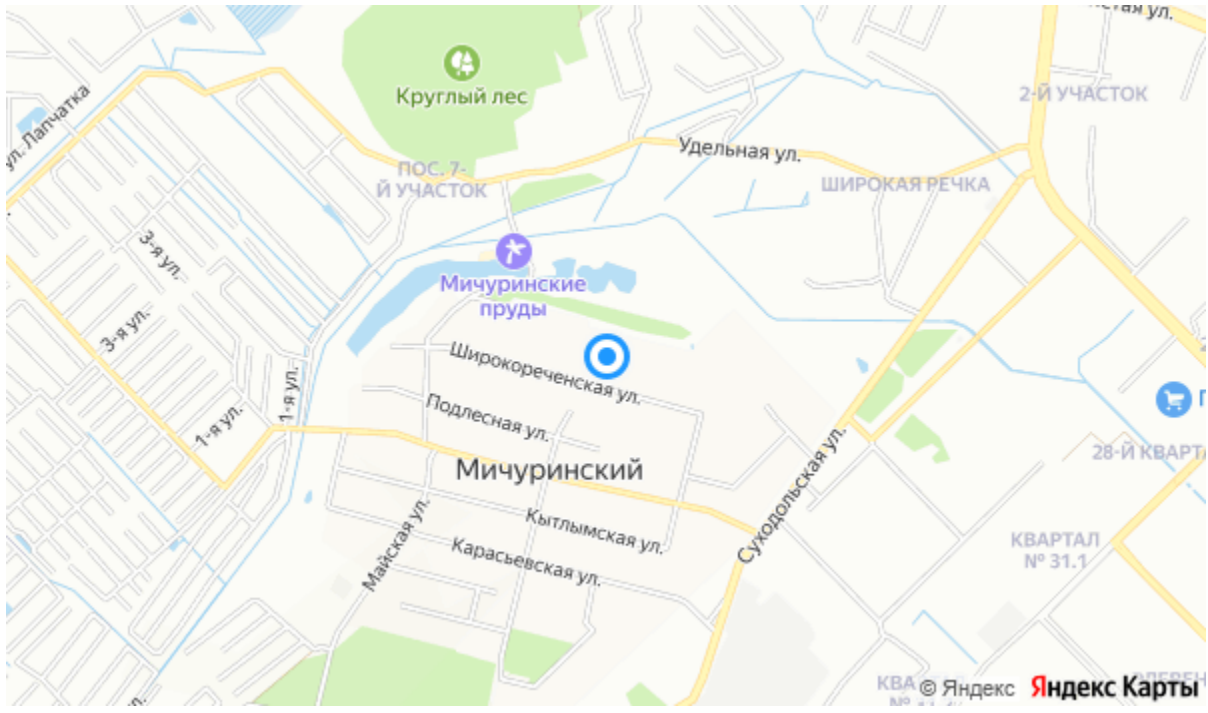 Круглый лес
2-Й УЧАСТОК
ул. Лапчатка
Удельная ул.
ПОС. 7-
Й УЧАСТОК
ШИРОКАЯ РЕЧКА
3-я ул.
Мичуринские
пруды
3-я ул.
Широкореченская ул.
1-я ул.
1-я ул.
Подлесная ул.
Суходольская ул.
28-Й КВАРТА
Мичуринский
Кытлымская ул.
Майская ул.
Карасьевская ул.
КВАРТАЛ
№ 31.1
© Яндекс Яндекс Карты